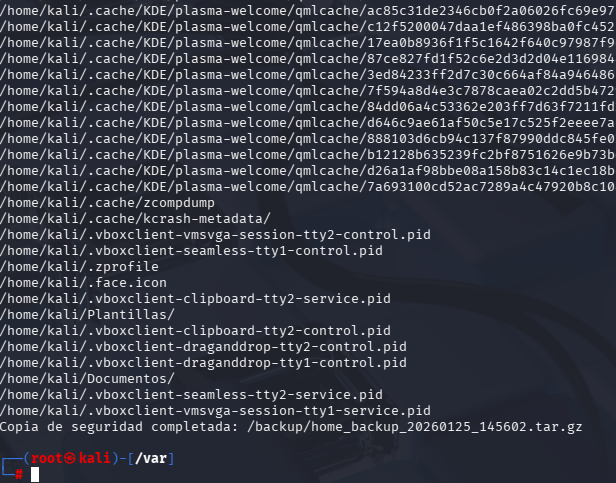 /home/kali/.cache/KDE/plasma-welcome/qmlcache/ac85c31de2346cb0f2a06026fc69e97
/home/kali/.cache/KDE/plasma-welcome/qmlcache/c12f5200047daa1ef486398ba0fc452
/home/kali/.cache/KDE/plasma-welcome/qmlcache/17ea0b8936f1f5c1642f640c97987f9
/home/kali/.cache/KDE/plasma-welcome/qmlcache/87ce827fd1f52c6e2d3d2d04e116984
/home/kali/.cache/KDE/plasma-welcome/qmlcache/3ed84233ff2d7c30c664af84a946486
/home/kali/.cache/KDE/plasma-welcome/qmlcache/7f594a8d4e3c7878caea02c2dd5b472
/home/kali/.cache/KDE/plasma-welcome/qmlcache/84dd06a4c53362e203ff7d63f7211fd
/home/kali/.cache/KDE/plasma-welcome/qmlcache/d646c9ae61af50c5e17c525f2eeee7a
/home/kali/.cache/KDE/plasma-welcome/qmlcache/888103d6cb94c137f87990ddc845fe0
/home/kali/.cache/KDE/plasma-welcome/qmlcache/b12128b635239fc2bf8751626e9b73b
/home/kali/.cache/KDE/plasma-welcome/qmlcache/d26a1af98bbe08a158b83c14c1ec18b
/home/kali/.cache/KDE/plasma-welcome/qmlcache/7a693100cd52ac7289a4c47920b8c10
/home/kali/.cache/zcompdump
/home/kali/.cache/kcrash-metadata/
/home/kali/.vboxclient-vmsvga-session-tty2-control.pid
/home/kali/.vboxclient-seamless-tty1-control.pid
/home/kali/.zprofile
/home/kali/.face.icon
/home/kali/.vboxclient-clipboard-tty2-service.pid
/home/kali/Plantillas/
/home/kali/.vboxclient-clipboard-tty2-control.pid
/home/kali/.vboxclient-draganddrop-tty2-control.pid
/home/kali/.vboxclient-draganddrop-tty1-control.pid
/home/kali/Documentos/
/home/kali/.vboxclient-seamless-tty2-service.pid
/home/kali/.vboxclient-vmsvga-session-tty1-service.pid
Copia de seguridad completada: /backup/home_backup_20260125_145602.tar.gz
┌──(root㉿kali)-[/var]
└─#